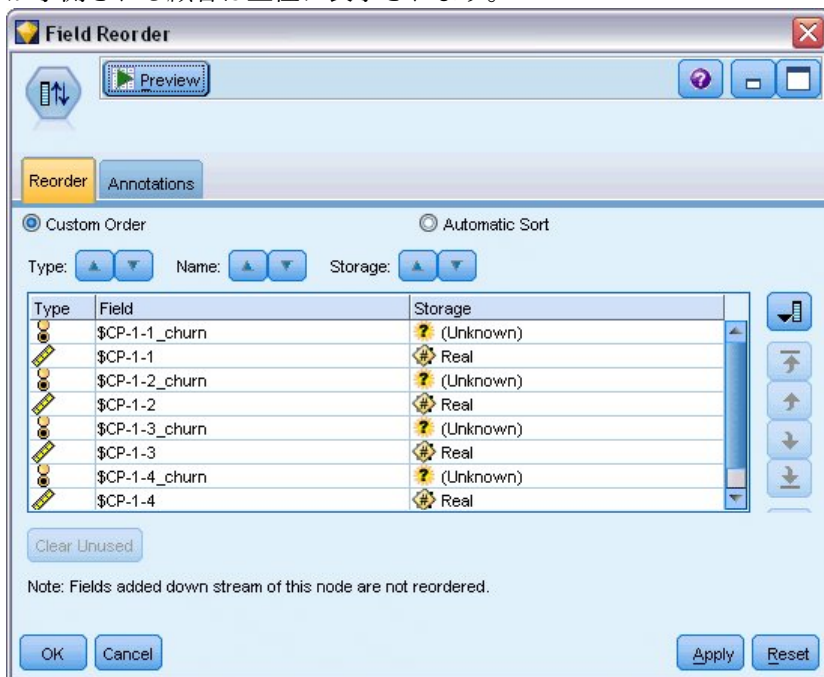 Field Reorder
Preview
Reorder Annotations
Custom Order Automatic Sort
Type: Name: Storage:
Type Field Storage
$CP-1-1_churn (Unknown)
$CP-1-1 Real
$CP-1-2_churn (Unknown)
$CP-1-2 Real
$CP-1-3_churn (Unknown)
$CP-1-3 Real
$CP-1-4_churn (Unknown)
$CP-1-4 Real
Clear Unused
Note: Fields added down stream of this node are not reordered.
OK Cancel Apply Reset